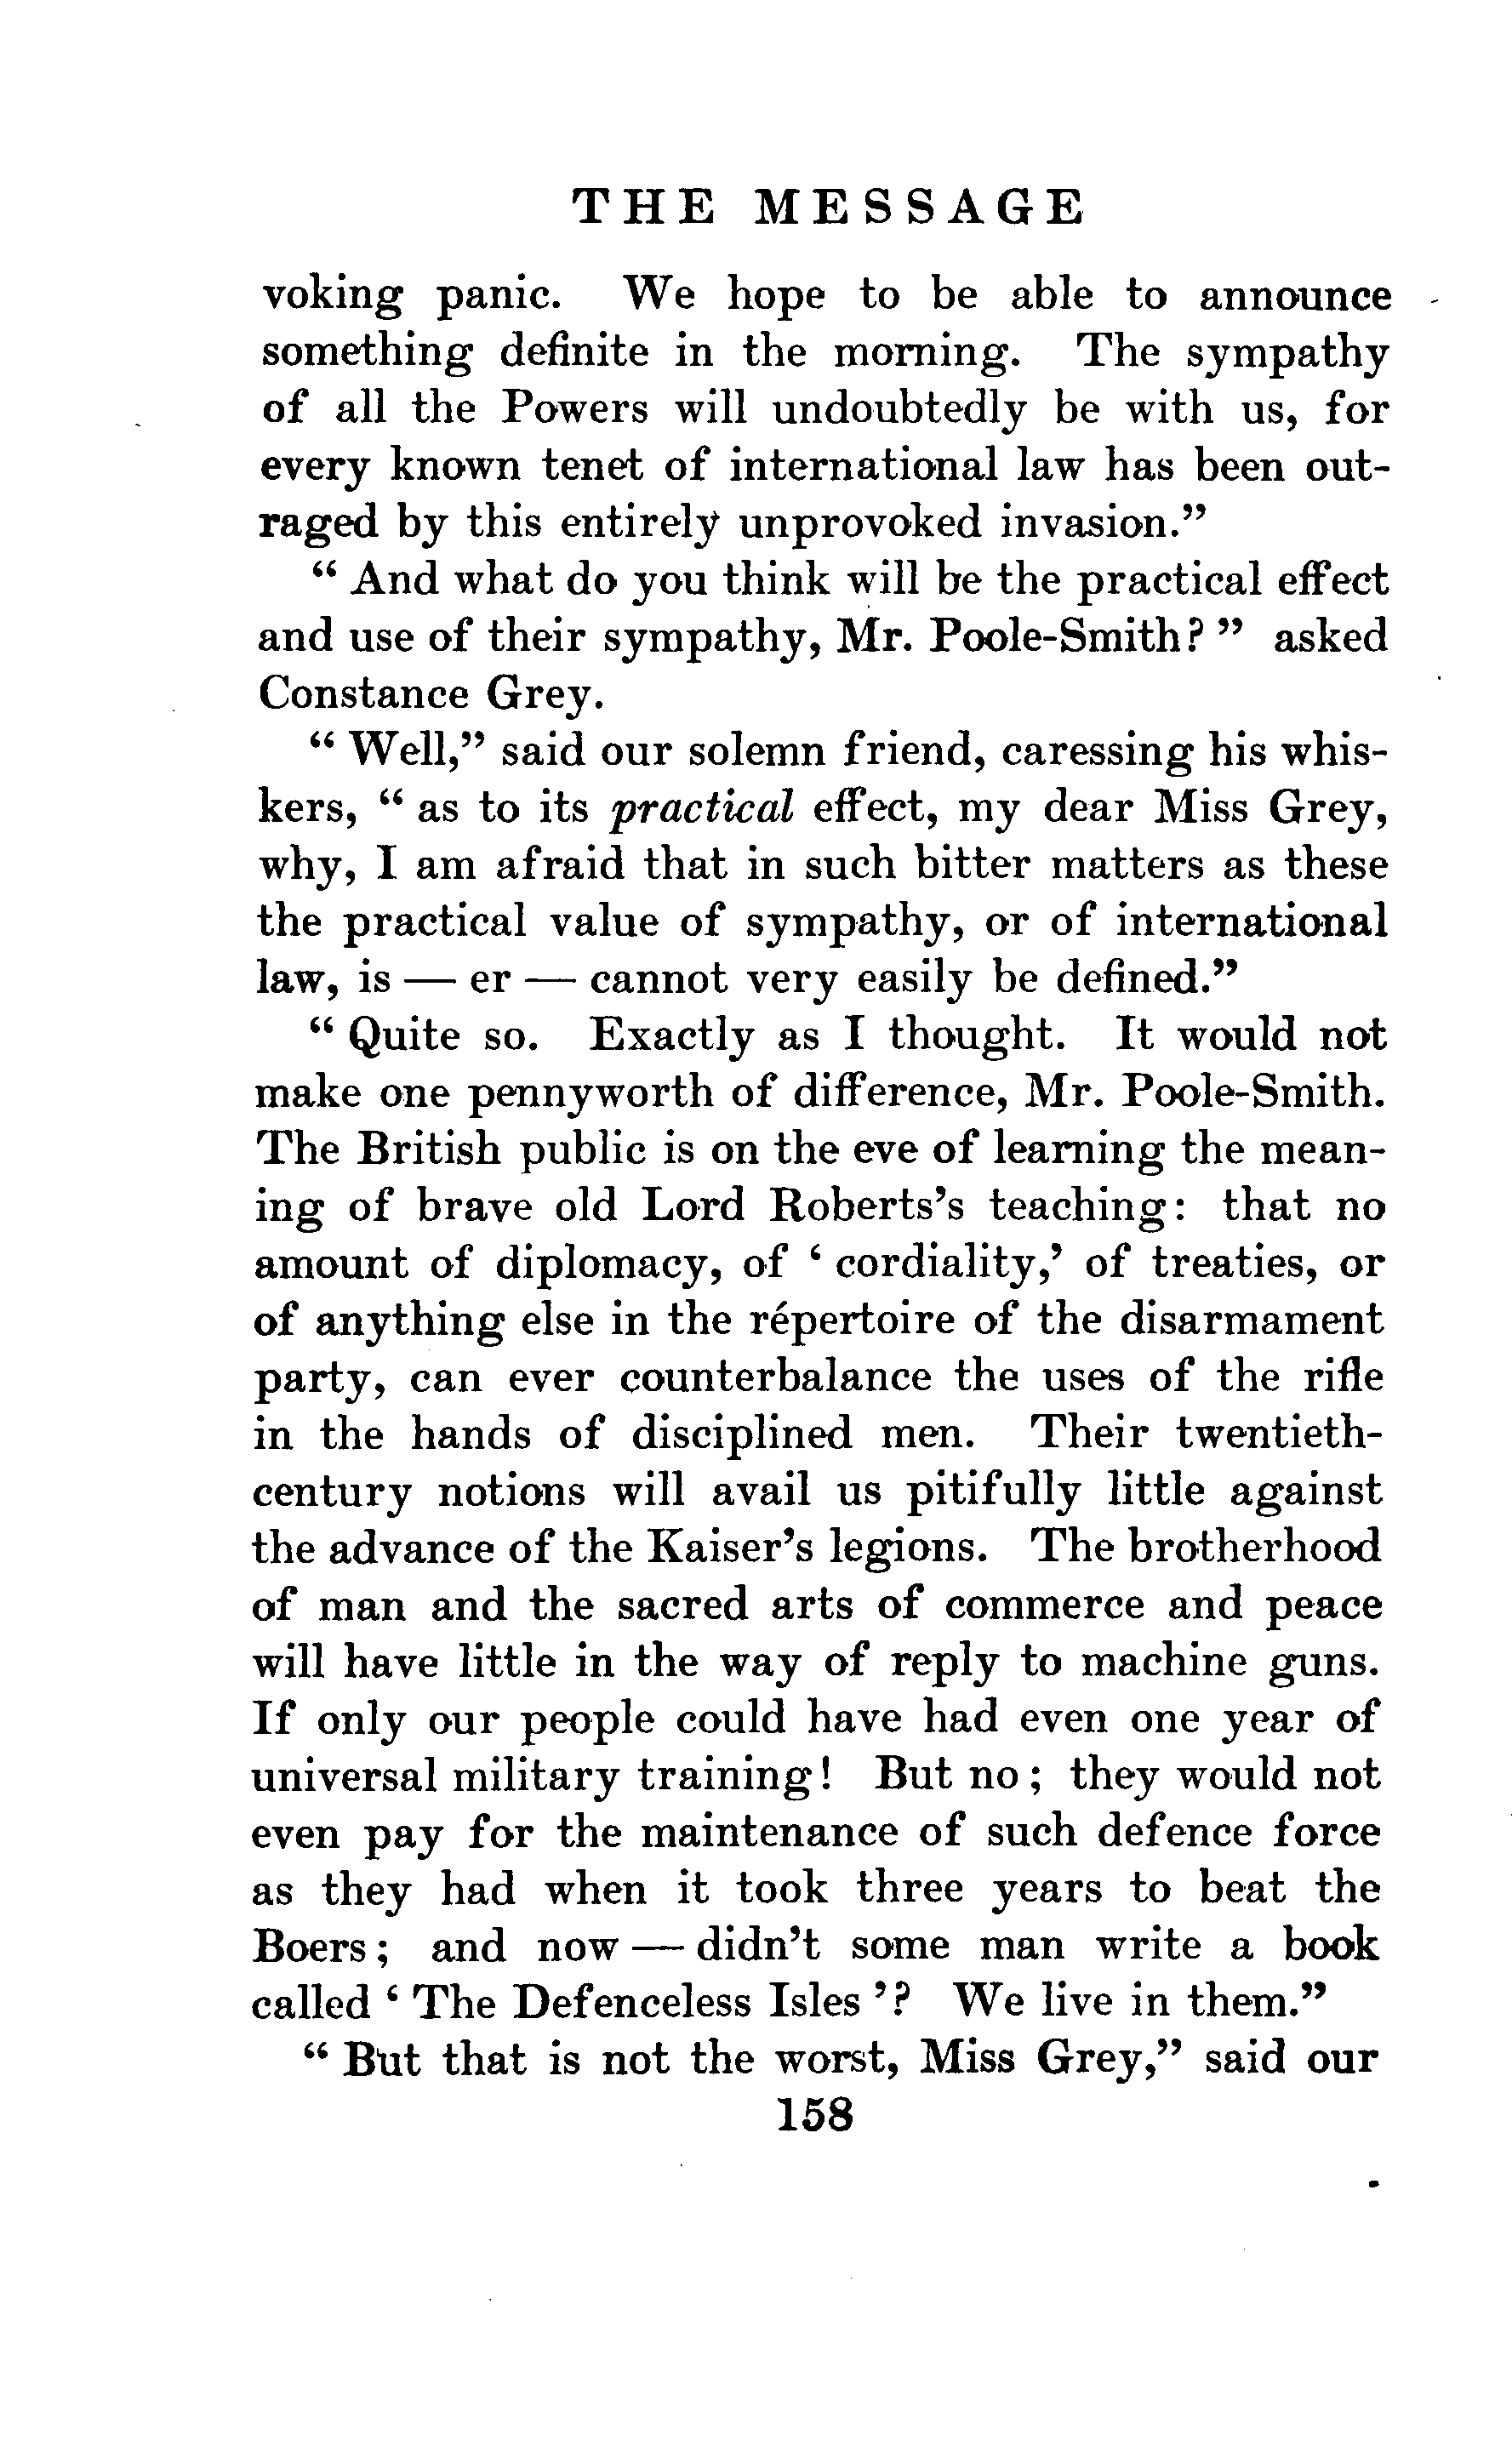 THE MESSAGE
voking panic. We hope to be able to announce
something definite in the morning. The sympathy
of all the Powers will undoubtedly be with us, for
every known tenet of international law has been out-
raged by this entirely unprovoked invasion."
" And what do you think will be the practical effect
and use of their sympathy, Mr. Poole-Smith? " asked
Constance Grey.
" Well," said our solemn friend, caressing his whis-
kers, " as to its practical effect, my dear Miss Grey,
why, I am afraid that in such bitter matters as these
the practical value of sympathy, or of international
law, is — er — cannot very easily be defined."
" Quite so. Exactly as I thought. It would not
make one pennyworth of difference, Mr. Poole-Smith.
The British public is on the eve of learning the mean-
ing of brave old Lord Roberts's teaching: that no
amount of diplomacy, of ' cordiality,' of treaties, or
of anything else in the répertoire of the disarmament
party, can ever counterbalance the uses of the rifle
in the hands of disciplined men. Their twentieth-
century notions will avail us pitifully little against
the advance of the Kaiser's legions. The brotherhood
of man and the sacred arts of commerce and peace
will have little in the way of reply to machine guns.
If only our people could have had even one year of
universal military training! But no; they would not
even pay for the maintenance of such defence force
as they had when it took three years to beat the
Boers; and now — didn't some man write a book
called ' The Defenceless Isles '? We live in them."
" But that is not the worst, Miss Grey," said our
158